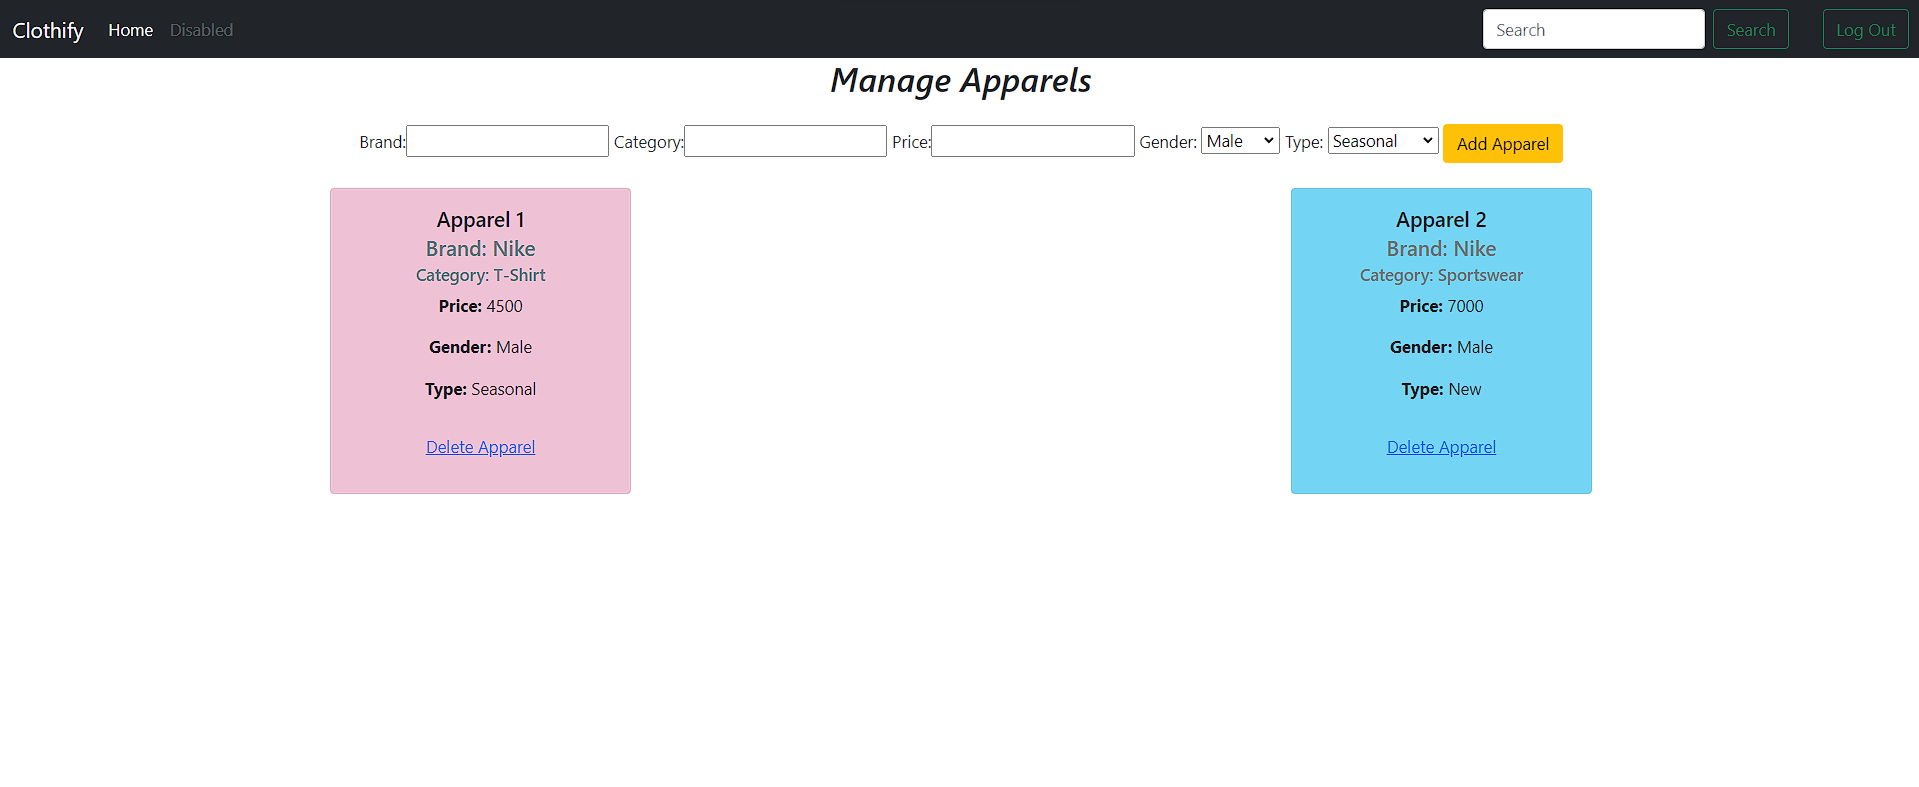 Clothify Home Disabled Search Search Log Out
Manage Apparels
Brand: Category: Price: Gender: Male Type: Seasonal Add Apparel
Apparel 1
Brand: Nike
Category: T-Shirt
Price: 4500
Gender: Male
Type: Seasonal
Delete Apparel
Apparel 2
Brand: Nike
Category: Sportswear
Price: 7000
Gender: Male
Type: New
Delete Apparel